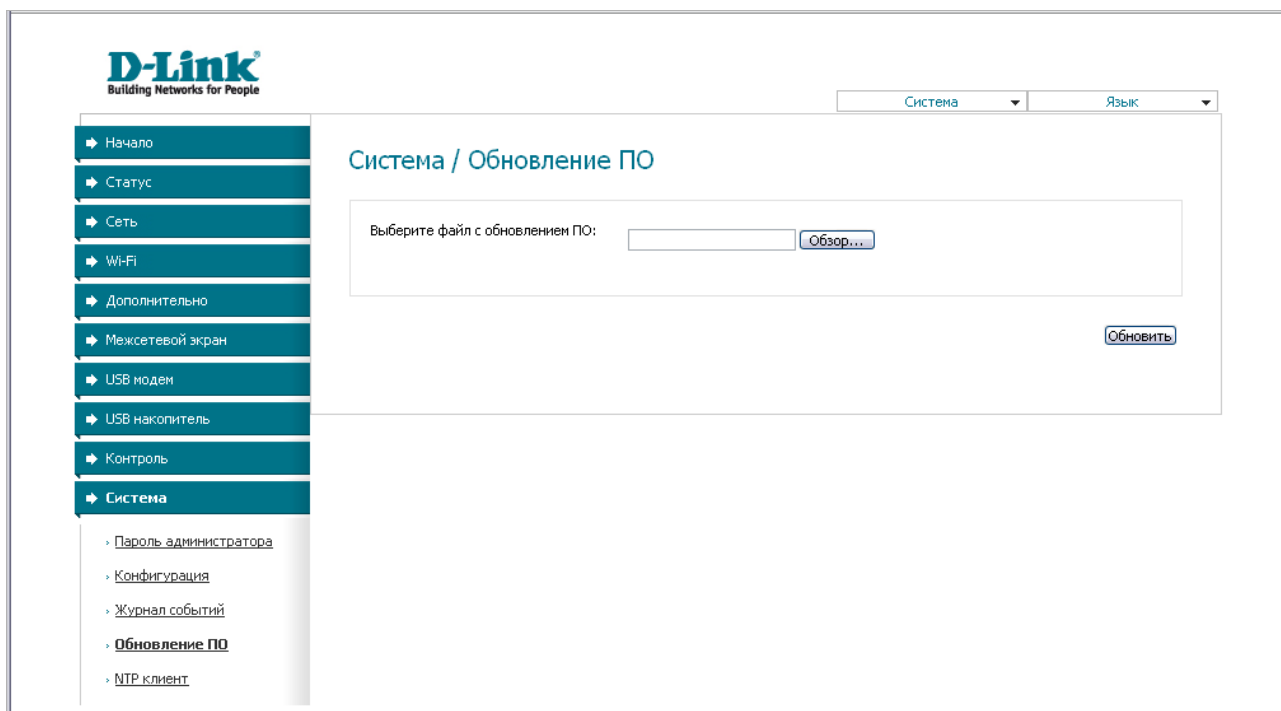 D-Link
Building Networks for People
Система
Язык
Начало
Статус
Сеть
Wi-Fi
Дополнительно
Межсетевой экран
USB модем
USB накопитель
Контроль
Система
Пароль администратора
Конфигурация
Журнал событий
Обновление ПО
NTP клиент
Система / Обновление ПО
Выберите файл с обновлением ПО:
Обзор...
Обновить